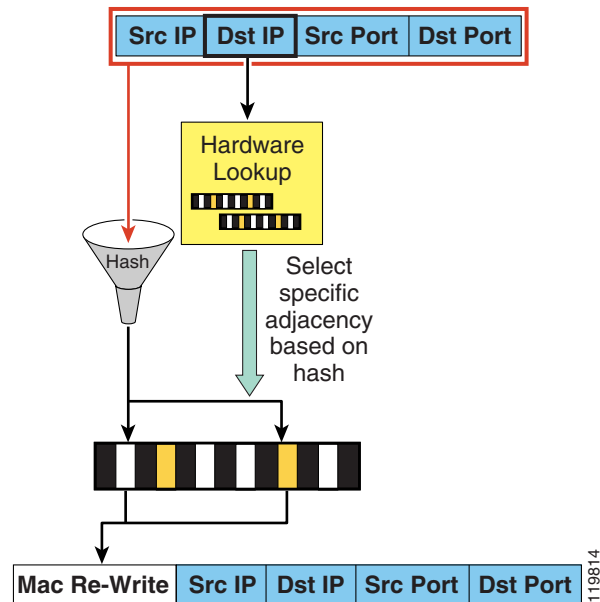 Src IP Dst IP Src Port Dst Port
Hardware
Lookup
Hash
Select
specific
adjacency
based on
hash
Mac Re-Write Src IP Dst IP Src Port Dst Port
119814